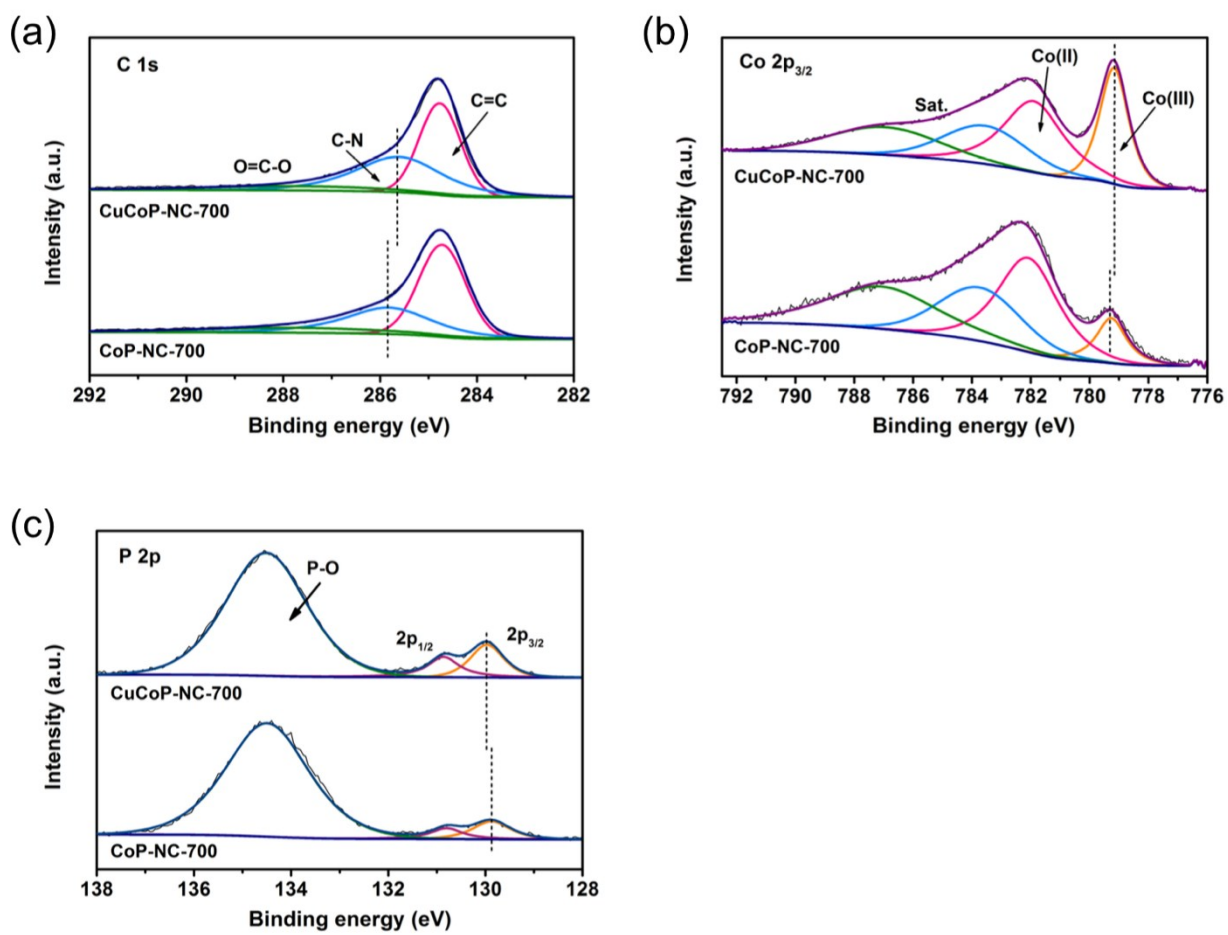 (a)
C 1s
C=C
C-N
O=C-O
CuCoP-NC-700
CoP-NC-700
Intensity (a.u.)
292 290 288 286 284 282
Binding energy (eV)
(b)
Co 2p3/2
Co(II)
Sat.
Co(III)
CuCoP-NC-700
CoP-NC-700
Intensity (a.u.)
792 790 788 786 784 782 780 778 776
Binding energy (eV)
(c)
P 2p
P-O
2p1/2
2p3/2
CuCoP-NC-700
CoP-NC-700
Intensity (a.u.)
138 136 134 132 130 128
Binding energy (eV)